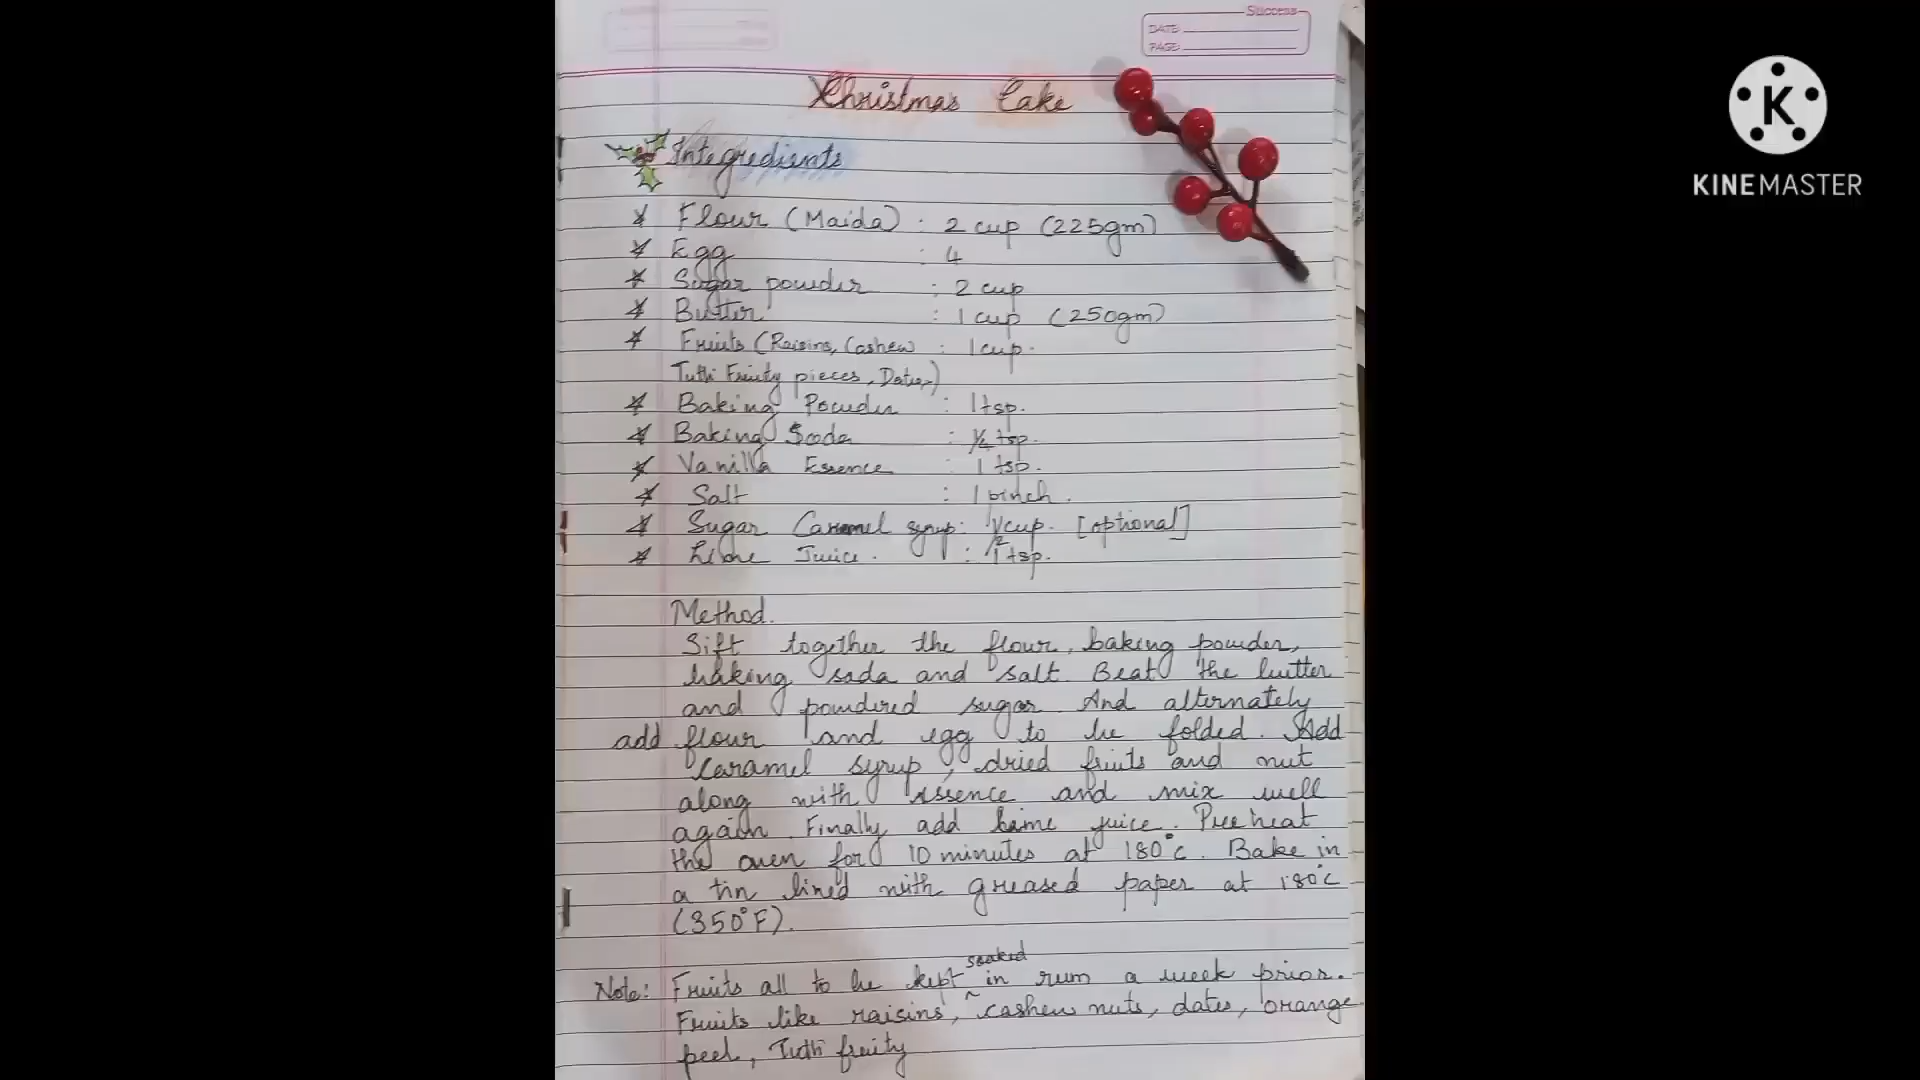 Success
DATE:
PAGE:
Christmas Cake
Integredients
Flour (Maida) : 2 cup (225gm)
Egg : 4
Sugar powder : 2 cup
Butter : 1 cup (250gm)
Fruits (Raisins, Cashew : 1 cup.
Tutti Fruity pieces, Dates,)
Baking Powder : 1 tsp.
Baking Soda : ½ tsp.
Vanilla Essence : 1 tsp.
Salt : 1 pinch.
Sugar Caramel syrup: ½ cup. [optional]
Lime Juice. : 1 tsp.
Method.
Sift together the flour, baking powder,
baking soda and salt. Beat the butter
and powdered sugar. And alternately
add flour and egg to be folded. Add
caramel syrup, dried fruits and nut
along with essence and mix well
again. Finally add lime juice. Preeheat
the oven for 10 minutes at 180°c. Bake in
a tin lined with greased paper at 180°c
(350°F).
Note: Fruits all to be kept soaked in rum a week prior.
Fruits like raisins, cashew nuts, dates, orange
peel, Tutti fruity
KINEMASTER